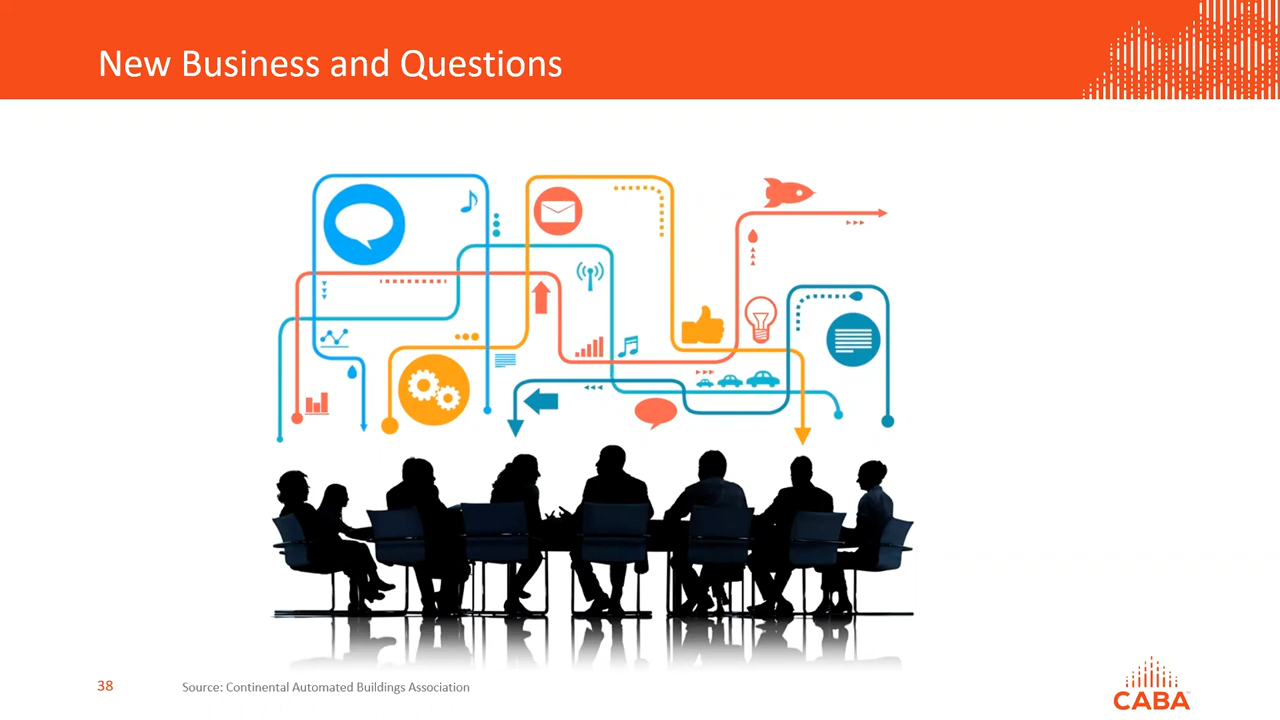 New Business and Questions
38
Source: Continental Automated Buildings Association
CABA